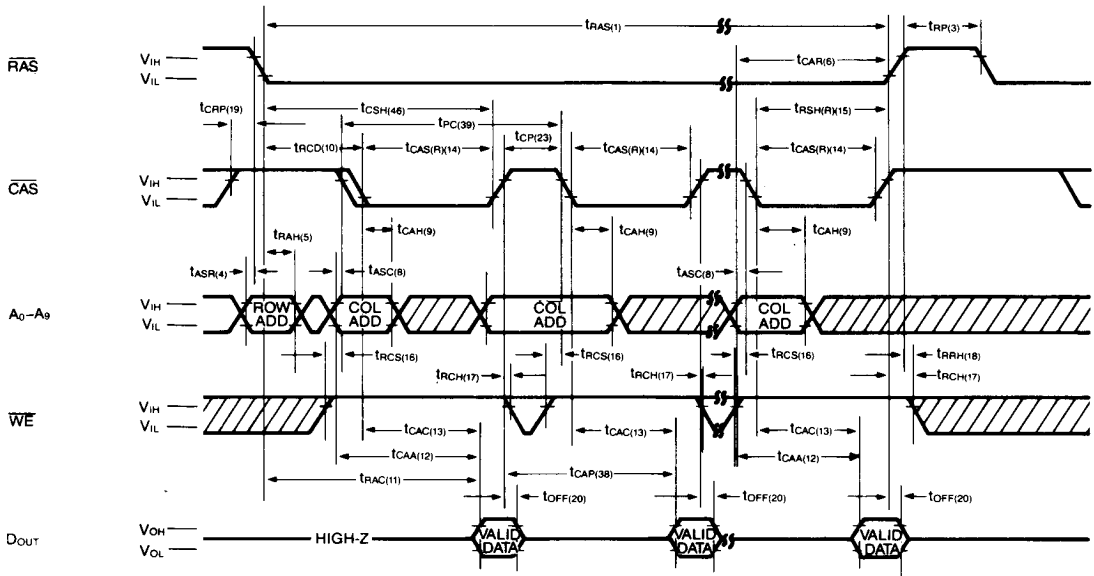 tRAS(1)
tRP(3)
RAS
VIH
VIL
tCAR(6)
tCRP(19)
tCSH(46)
tRSH(R)(15)
tPC(39)
tCP(23)
tRCD(10)
tCAS(R)(14)
tCAS(R)(14)
tCAS(R)(14)
CAS
VIH
VIL
tRAH(5)
tCAH(9)
tCAH(9)
tCAH(9)
tASR(4)
tASC(8)
tASC(8)
A0–A9
VIH
VIL
ROW
ADD
COL
ADD
COL
ADD
COL
ADD
tRCS(16)
tRCS(16)
tRCS(16)
tRRH(18)
tRCH(17)
tRCH(17)
tRCH(17)
WE
VIH
VIL
tCAC(13)
tCAC(13)
tCAC(13)
tCAA(12)
tCAA(12)
tRAC(11)
tCAP(38)
tOFF(20)
tOFF(20)
tOFF(20)
DOUT
VOH
VOL
HIGH-Z
VALID
DATA
VALID
DATA
VALID
DATA